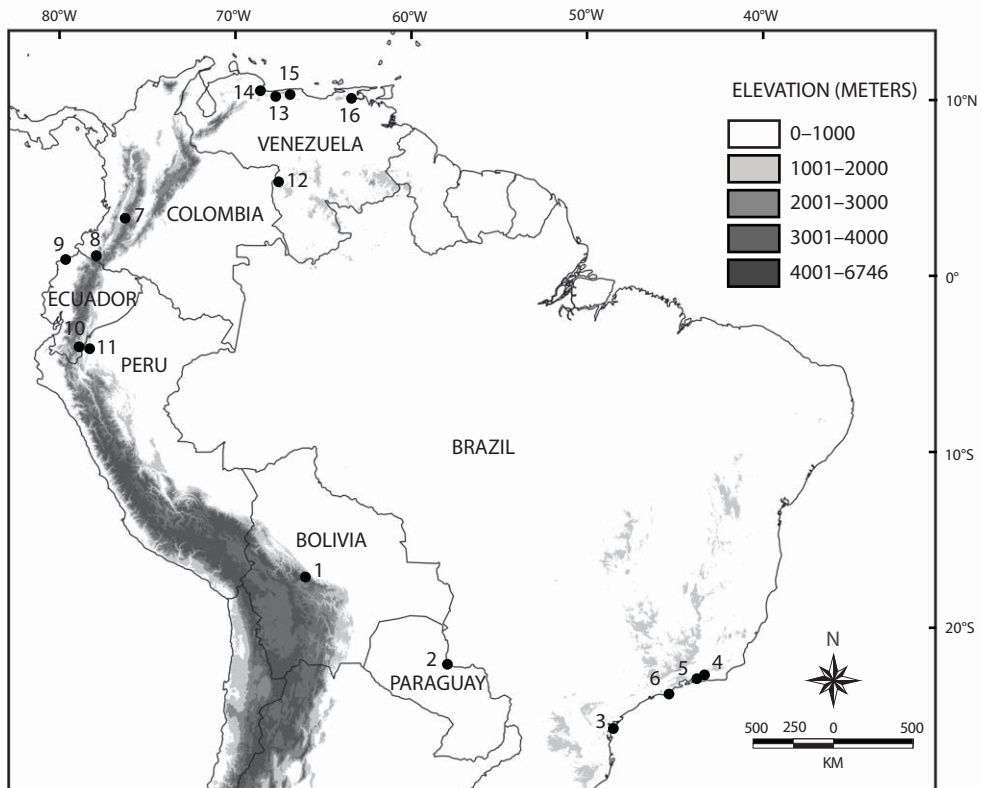 80°W 70°W 60°W 50°W 40°W
15
14
13
16
VENEZUELA
12
7
COLOMBIA
9
8
ECUADOR
10
11
PERU
BRAZIL
BOLIVIA
1
2
PARAGUAY
3
6
5
4
ELEVATION (METERS)
0–1000
1001–2000
2001–3000
3001–4000
4001–6746
10°N
0°
10°S
20°S
N
500 250 0 500
KM